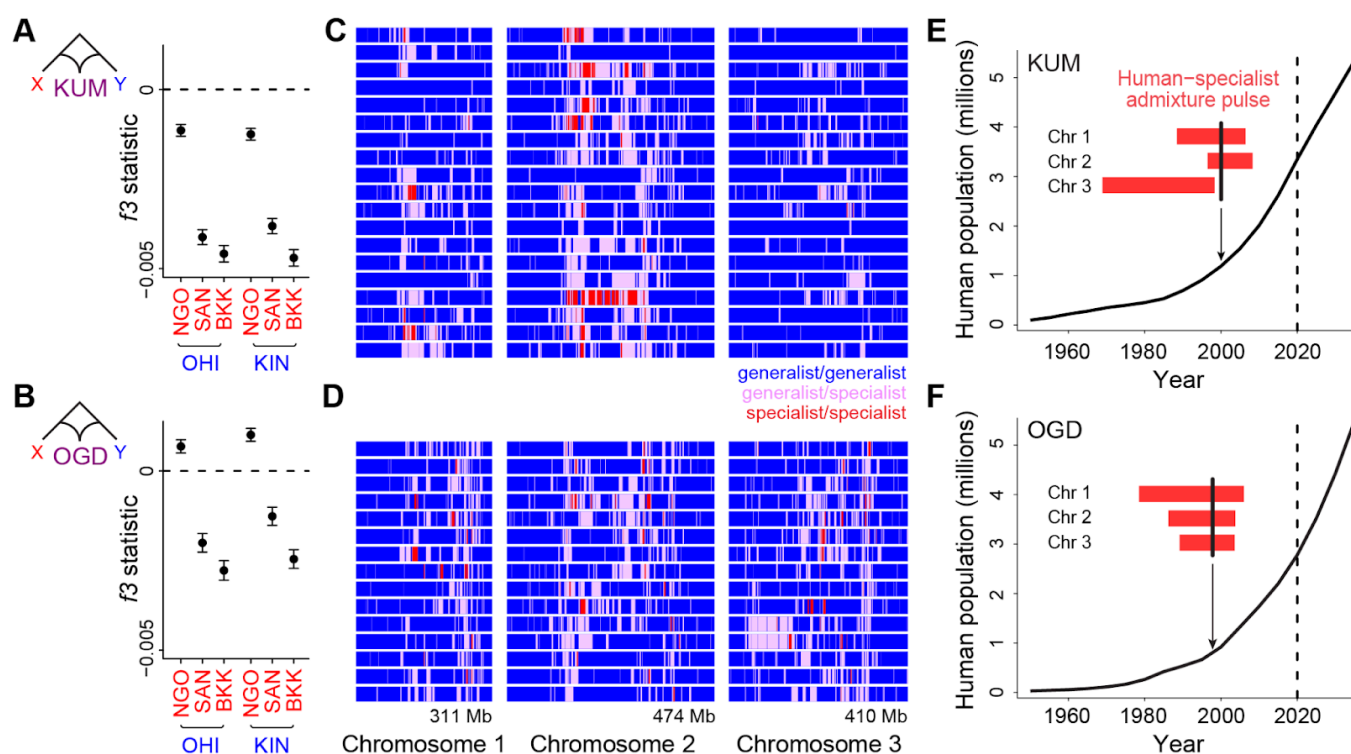 A
X KUM Y
f3 statistic
0
−0.005
NGO
SAN
BKK
NGO
SAN
BKK
OHI
KIN
B
X OGD Y
f3 statistic
0
−0.005
NGO
SAN
BKK
NGO
SAN
BKK
OHI
KIN
C
generalist/generalist
generalist/specialist
specialist/specialist
D
311 Mb
474 Mb
410 Mb
Chromosome 1
Chromosome 2
Chromosome 3
E
KUM
Human−specialist
admixture pulse
Chr 1
Chr 2
Chr 3
Human population (millions)
5
4
3
2
1
0
1960
1980
2000
2020
Year
F
OGD
Chr 1
Chr 2
Chr 3
Human population (millions)
5
4
3
2
1
0
1960
1980
2000
2020
Year